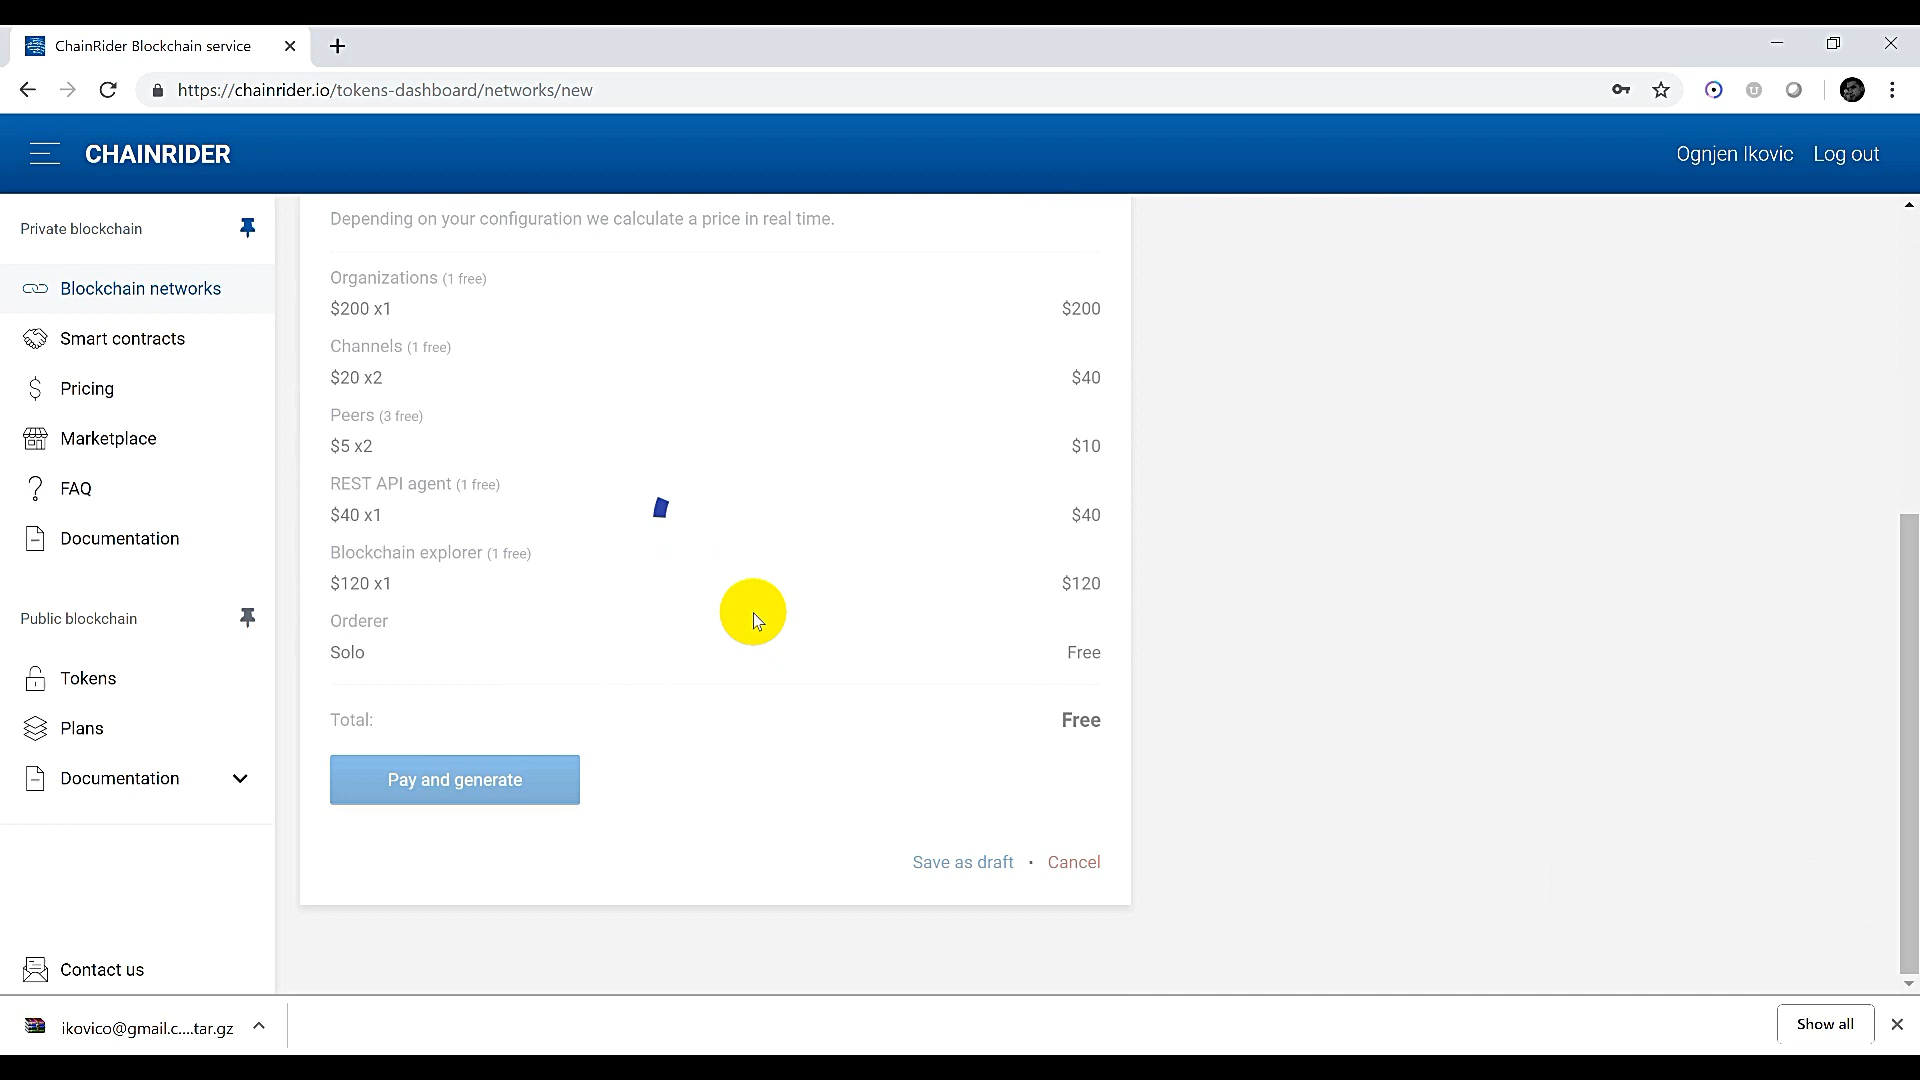 ChainRider Blockchain service
https://chainrider.io/tokens-dashboard/networks/new
CHAINRIDER
Ognjen Ikovic Log out
Private blockchain
Blockchain networks
Smart contracts
Pricing
Marketplace
FAQ
Documentation
Public blockchain
Tokens
Plans
Documentation
Contact us
Depending on your configuration we calculate a price in real time.
Organizations (1 free)
$200 x1 $200
Channels (1 free)
$20 x2 $40
Peers (3 free)
$5 x2 $10
REST API agent (1 free)
$40 x1 $40
Blockchain explorer (1 free)
$120 x1 $120
Orderer
Solo Free
Total: Free
Pay and generate
Save as draft · Cancel
ikovico@gmail.c....tar.gz
Show all